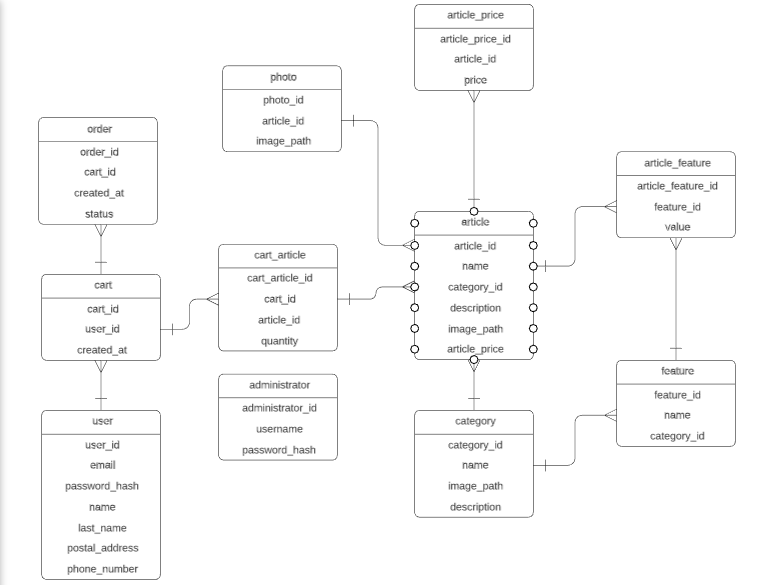 article_price
article_price_id
article_id
price
photo
photo_id
article_id
image_path
order
order_id
cart_id
created_at
status
article_feature
article_feature_id
feature_id
value
article
article_id
name
category_id
description
image_path
article_price
cart_article
cart_article_id
cart_id
article_id
quantity
cart
cart_id
user_id
created_at
administrator
administrator_id
username
password_hash
feature
feature_id
name
category_id
user
user_id
email
password_hash
name
last_name
postal_address
phone_number
category
category_id
name
image_path
description